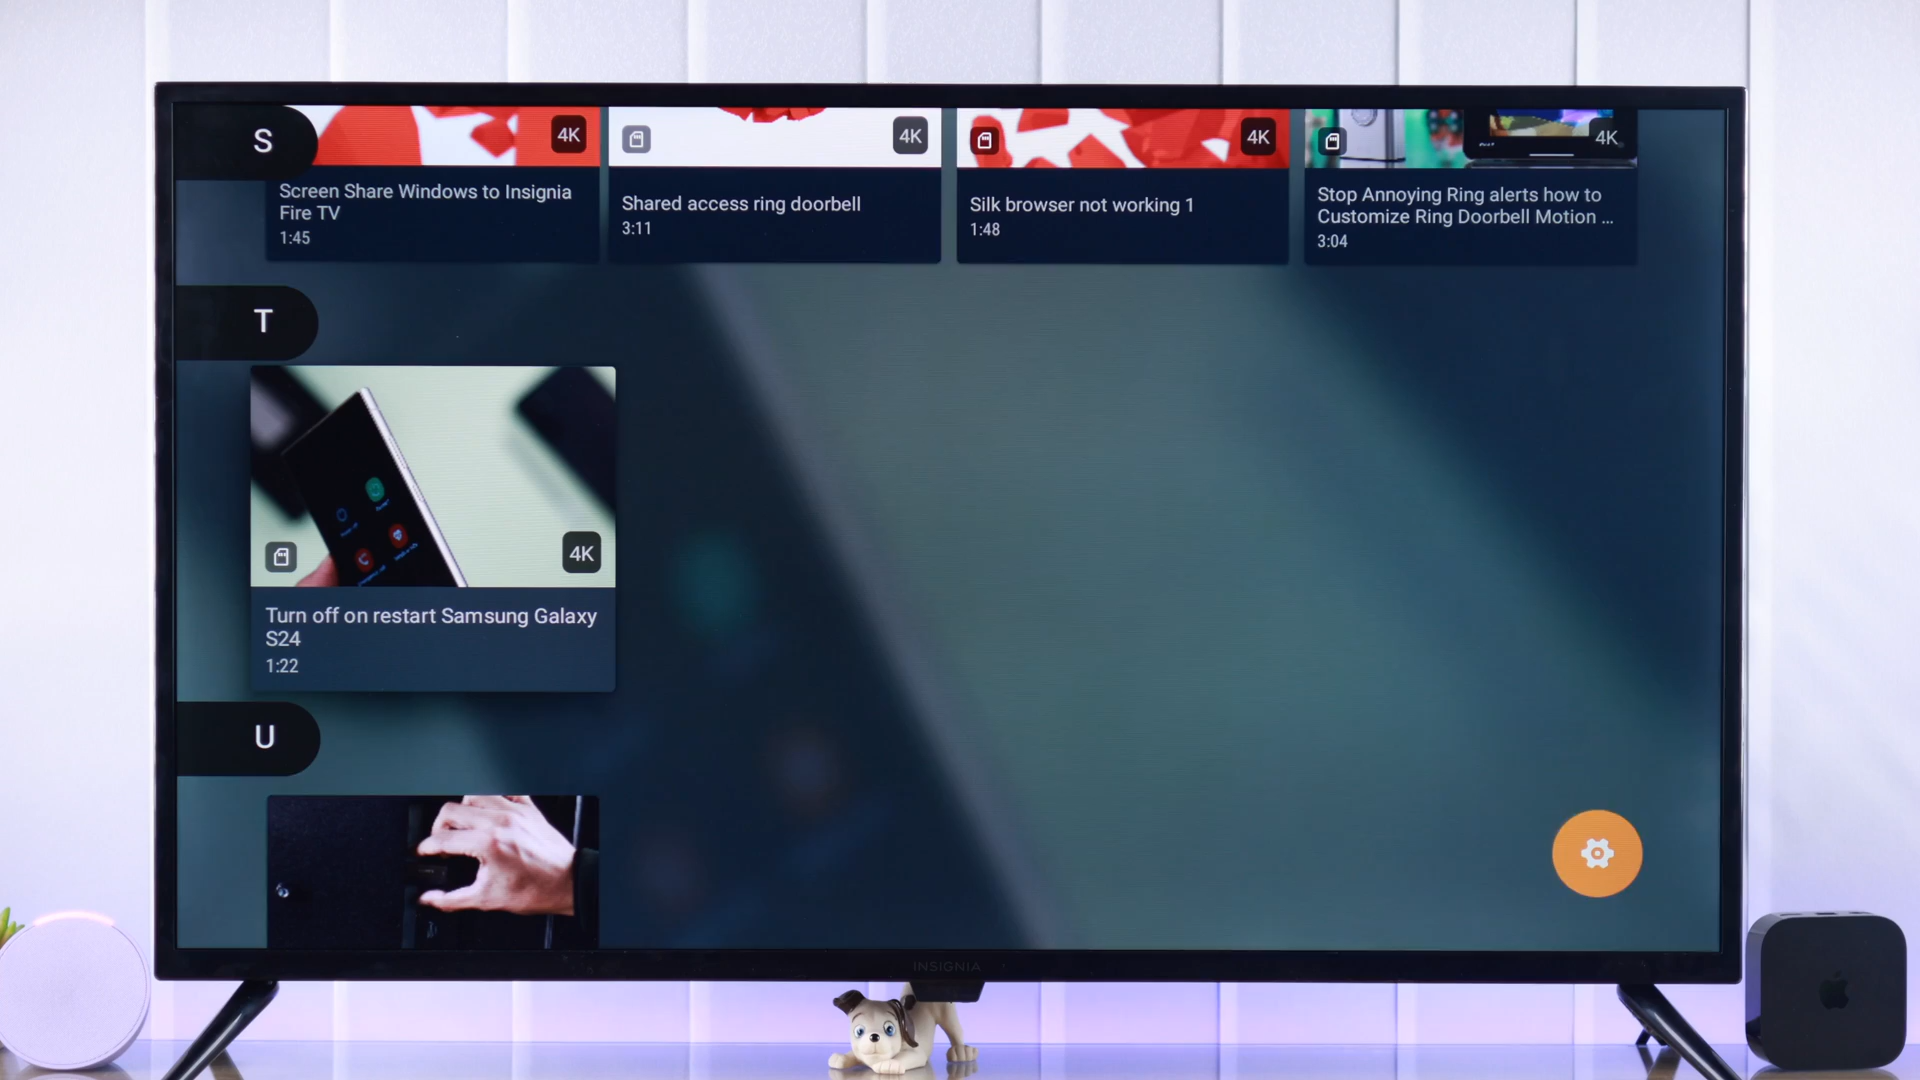 S
4K
4K
4K
4K
Screen Share Windows to Insignia
Fire TV
1:45
Shared access ring doorbell
3:11
Silk browser not working 1
1:48
Stop Annoying Ring alerts how to
Customize Ring Doorbell Motion ...
3:04
T
4K
Turn off on restart Samsung Galaxy
S24
1:22
U
INSIGNIA